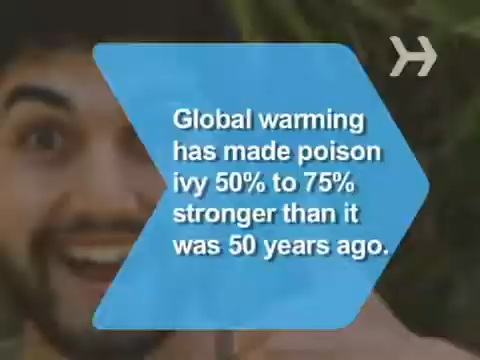 Global warming
has made poison
ivy 50% to 75%
stronger than it
was 50 years ago.